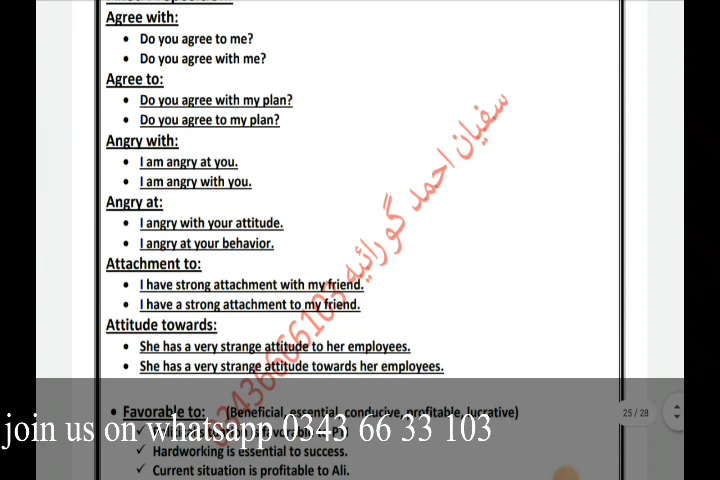 Agree with:
• Do you agree to me?
• Do you agree with me?
Agree to:
• Do you agree with my plan?
• Do you agree to my plan?
Angry with:
• I am angry at you.
• I am angry with you.
Angry at:
• I angry with your attitude.
• I angry at your behavior.
Attachment to:
• I have strong attachment with my friend.
• I have a strong attachment to my friend.
Attitude towards:
• She has a very strange attitude to her employees.
• She has a very strange attitude towards her employees.
• Favorable to: (Beneficial, essential, conducive, profitable, lucrative)
✓ Hardworking is essential to success.
✓ Current situation is profitable to Ali.
سفیان احمد گورائیہ 03436666103
25 / 28
join us on whatsapp 0343 66 33 103